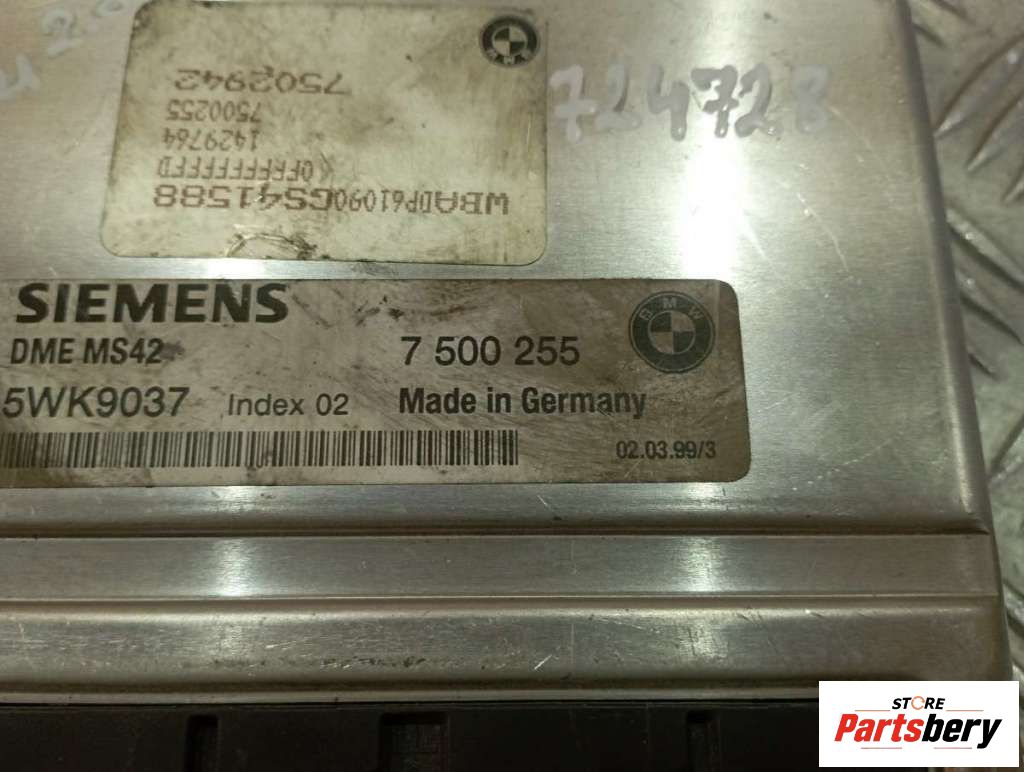 7502942
7500255
1429764
WBADP61090GS41588
724728
SIEMENS
DME MS42
7 500 255
BMW
5WK9037 Index 02 Made in Germany
02.03.99/3
STORE
Partsbery